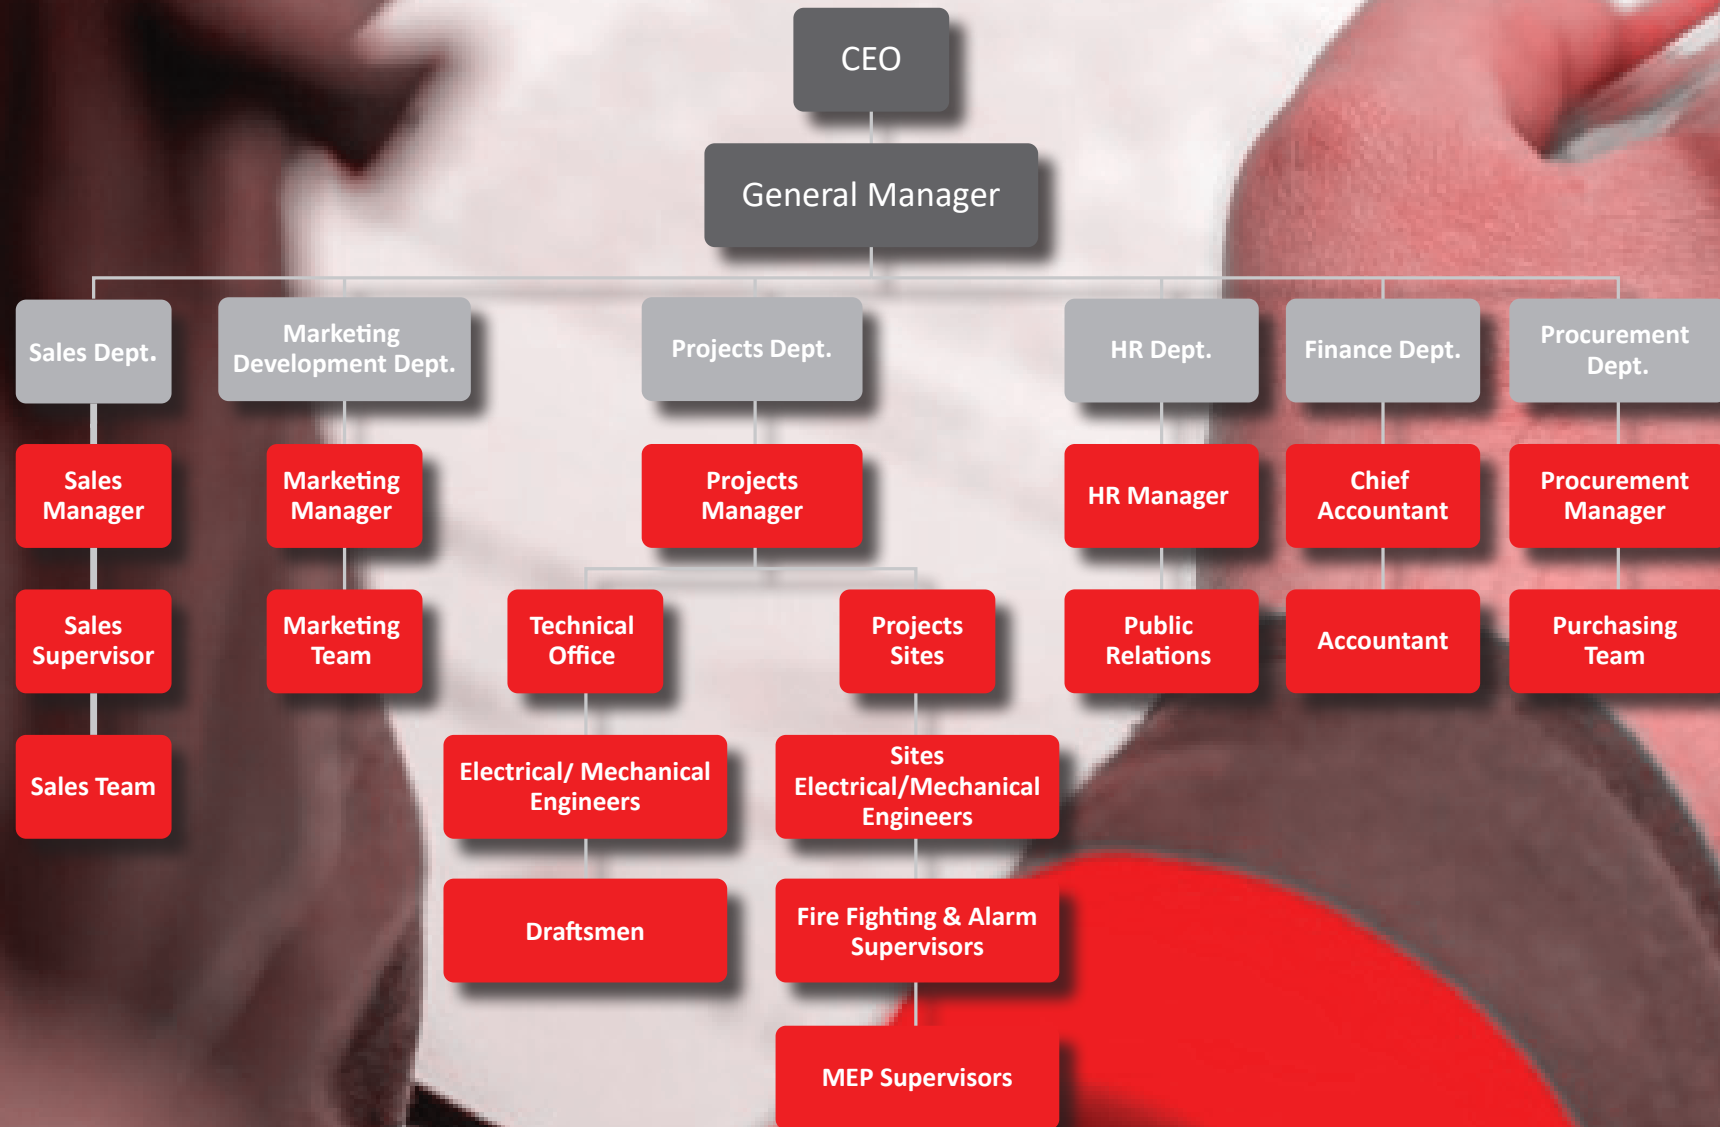 CEO
General Manager
Sales Dept.
Marketing
Development Dept.
Projects Dept.
HR Dept.
Finance Dept.
Procurement
Dept.
Sales
Manager
Marketing
Manager
Projects
Manager
HR Manager
Chief
Accountant
Procurement
Manager
Sales
Supervisor
Marketing
Team
Technical
Office
Projects
Sites
Public
Relations
Accountant
Purchasing
Team
Sales Team
Electrical/ Mechanical
Engineers
Sites
Electrical/Mechanical
Engineers
Draftsmen
Fire Fighting & Alarm
Supervisors
MEP Supervisors